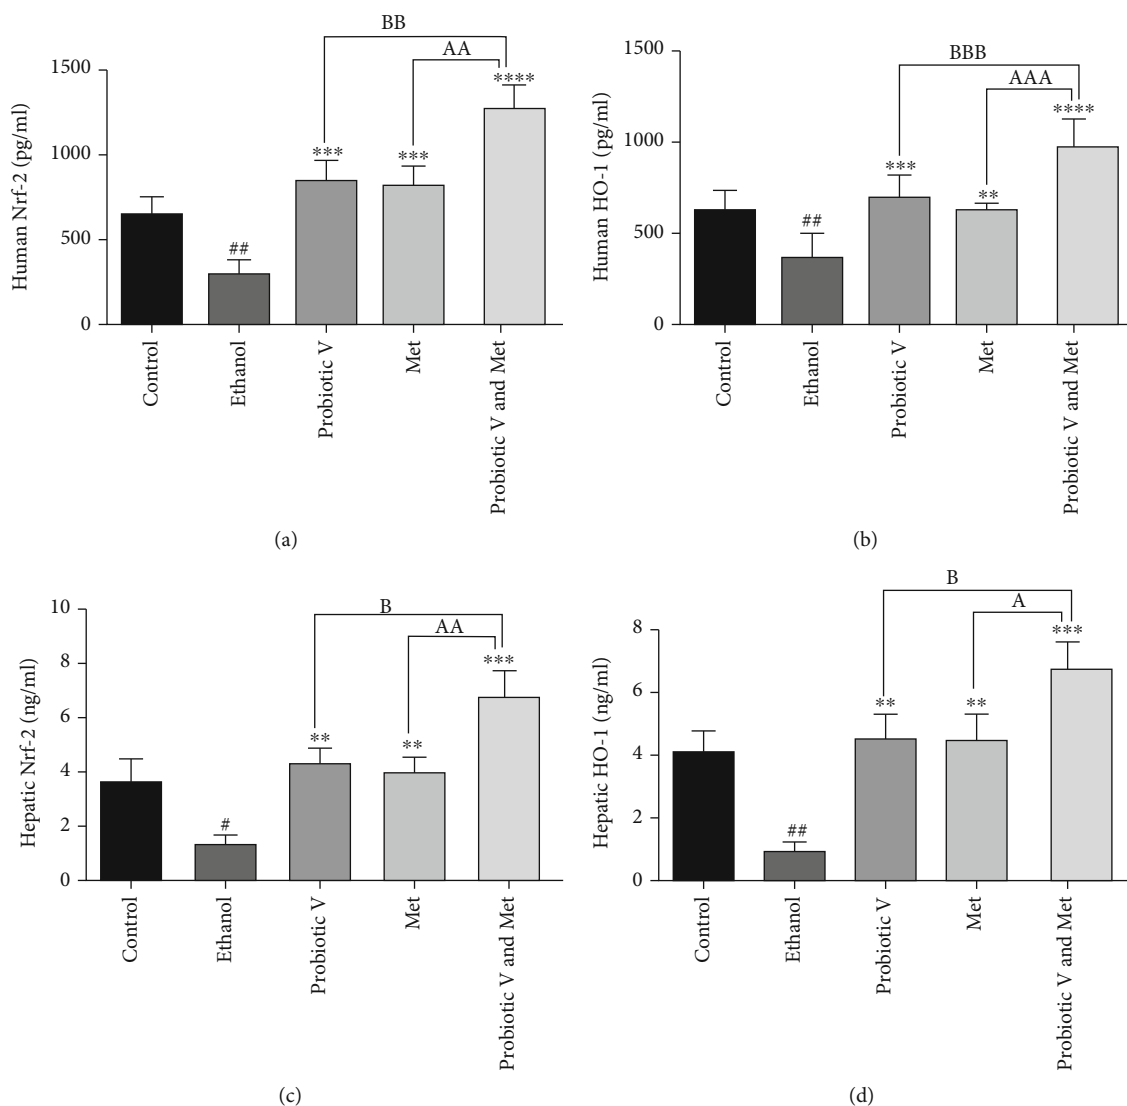 BB
AA
****
***
***
##
1500
1000
500
0
Human Nrf-2 (pg/ml)
Control
Ethanol
Probiotic V
Met
Probiotic V and Met
(a)
BBB
AAA
****
***
**
##
1500
1000
500
0
Human HO-1 (pg/ml)
Control
Ethanol
Probiotic V
Met
Probiotic V and Met
(b)
B
AA
***
**
**
#
10
8
6
4
2
0
Hepatic Nrf-2 (ng/ml)
Control
Ethanol
Probiotic V
Met
Probiotic V and Met
(c)
B
A
***
**
**
##
8
6
4
2
0
Hepatic HO-1 (ng/ml)
Control
Ethanol
Probiotic V
Met
Probiotic V and Met
(d)